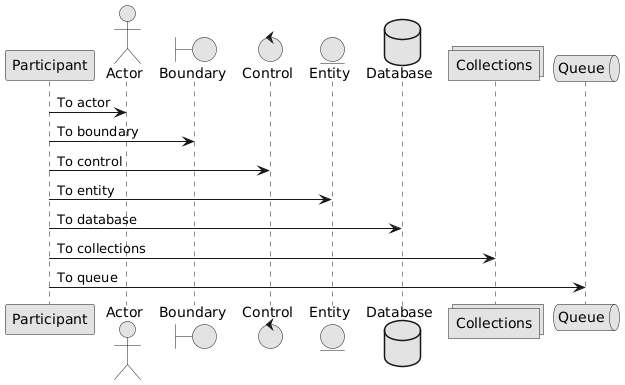 Participant Actor Boundary Control Entity Database Collections Queue
To actor
To boundary
To control
To entity
To database
To collections
To queue
Participant Actor Boundary Control Entity Database Collections Queue